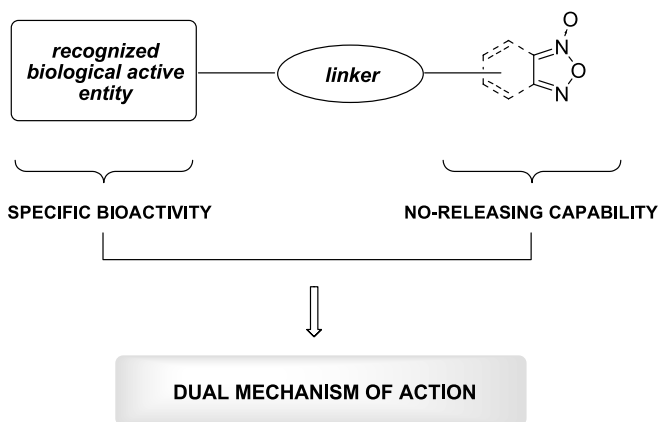 recognized
biological active
entity
linker
O
N
O
N
SPECIFIC BIOACTIVITY
NO-RELEASING CAPABILITY
DUAL MECHANISM OF ACTION